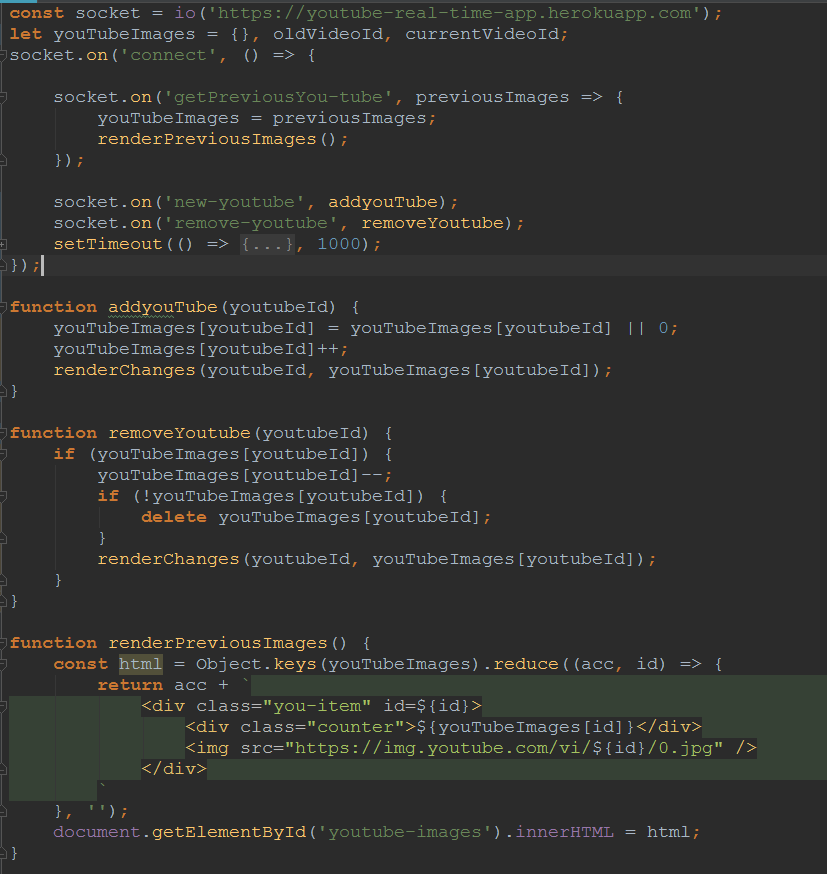 const socket = io('https://youtube-real-time-app.herokuapp.com');
let youTubeImages = {}, oldVideoId, currentVideoId;
socket.on('connect', () => {
    socket.on('getPreviousYou-tube', previousImages => {
        youTubeImages = previousImages;
        renderPreviousImages();
    });
    socket.on('new-youtube', addyouTube);
    socket.on('remove-youtube', removeYoutube);
    setTimeout(() => {...}, 1000);
});
function addyouTube(youtubeId) {
    youTubeImages[youtubeId] = youTubeImages[youtubeId] || 0;
    youTubeImages[youtubeId]++;
    renderChanges(youtubeId, youTubeImages[youtubeId]);
}
function removeYoutube(youtubeId) {
    if (youTubeImages[youtubeId]) {
        youTubeImages[youtubeId]--;
        if (!youTubeImages[youtubeId]) {
            delete youTubeImages[youtubeId];
        }
        renderChanges(youtubeId, youTubeImages[youtubeId]);
    }
}
function renderPreviousImages() {
    const html = Object.keys(youTubeImages).reduce((acc, id) => {
        return acc + `
            <div class="you-item" id=${id}>
                <div class="counter">${youTubeImages[id]}</div>
                <img src="https://img.youtube.com/vi/${id}/0.jpg" />
            </div>
        `
    }, '');
    document.getElementById('youtube-images').innerHTML = html;
}